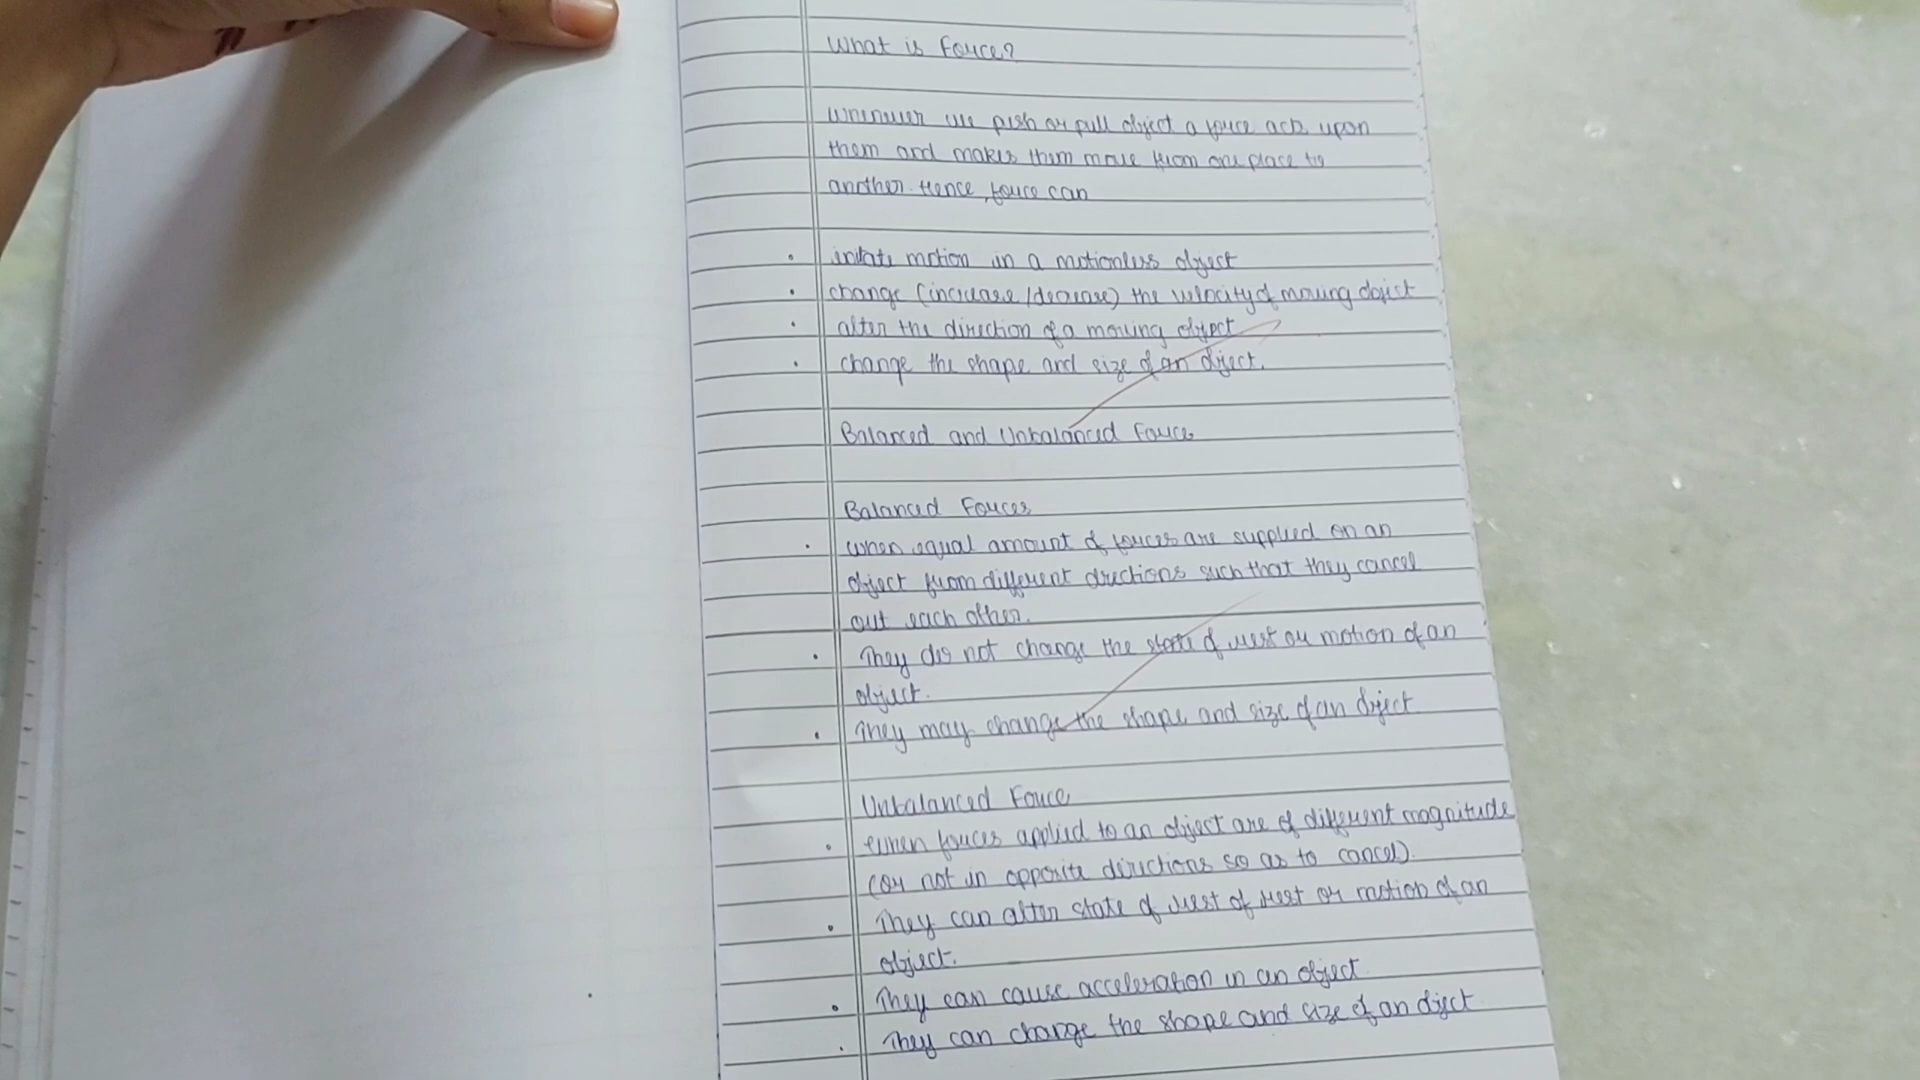 What is Force?
Whenever we push or pull object a force acts upon
them and makes them move from one place to
another. Hence, force can
• initate motion in a motionless object
• change (increase/decrease) the velocity of moving object
• alter the direction of a moving object
• change the shape and size of an object.
Balanced and Unbalanced Forces
Balanced Forces
• when equal amount of forces are supplied on an
object from different drections such that they cancel
out each other.
• They do not change the state of rest or motion of an
object.
• They may change the shape and size of an object
Unbalanced Force
• when forces applied to an object are of different magnitude
(or not in opposite directions so as to cancel).
• They can alter state of rest of rest or motion of an
object.
• They can cause acceleration in an object
• They can change the shape and size of an object